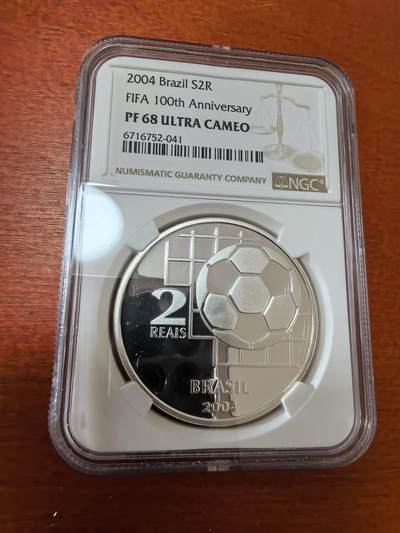 2004 Brazil S2R
FIFA 100th Anniversary
PF 68 ULTRA CAMEO
6716752-041
NUMISMATIC GUARANTY COMPANY
NGC
2
REAIS
BRASIL
2004